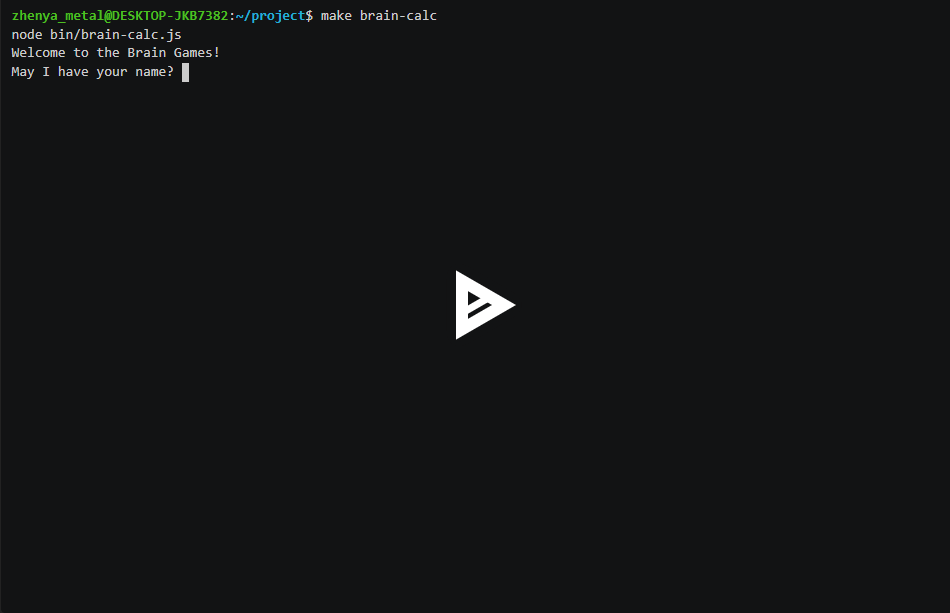 zhenya_metal@DESKTOP-JKB7382:~/project$ make brain-calc
node bin/brain-calc.js
Welcome to the Brain Games!
May I have your name?